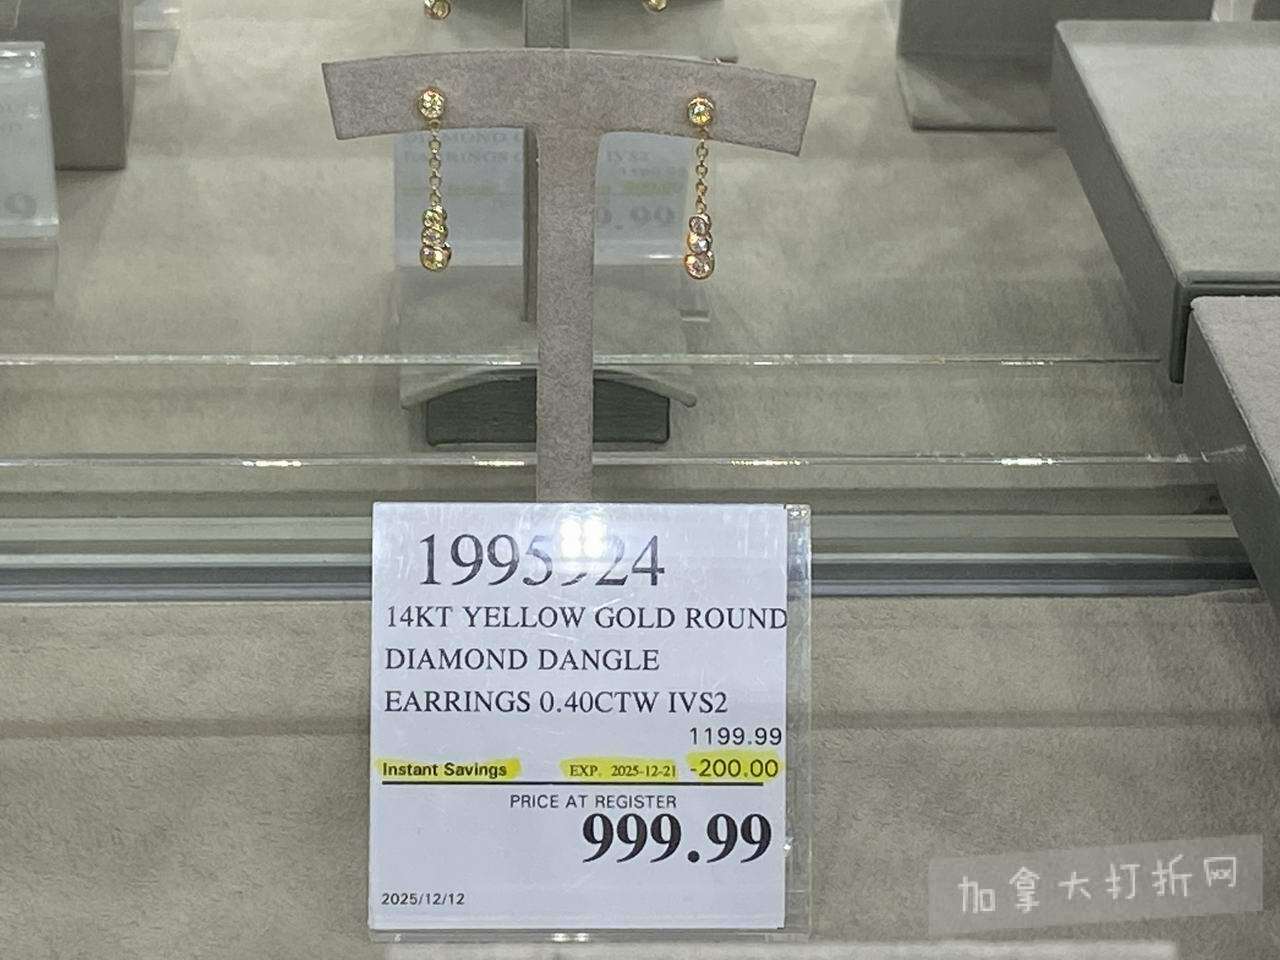 14KT YELLOW GOLD ROUND
DIAMOND DANGLE
EARRINGS 0.40CTW IVS2
1199.99
Instant Savings EXP. 2025-12-21 -200.00
PRICE AT REGISTER
999.99
2025/12/12
加拿大打折网